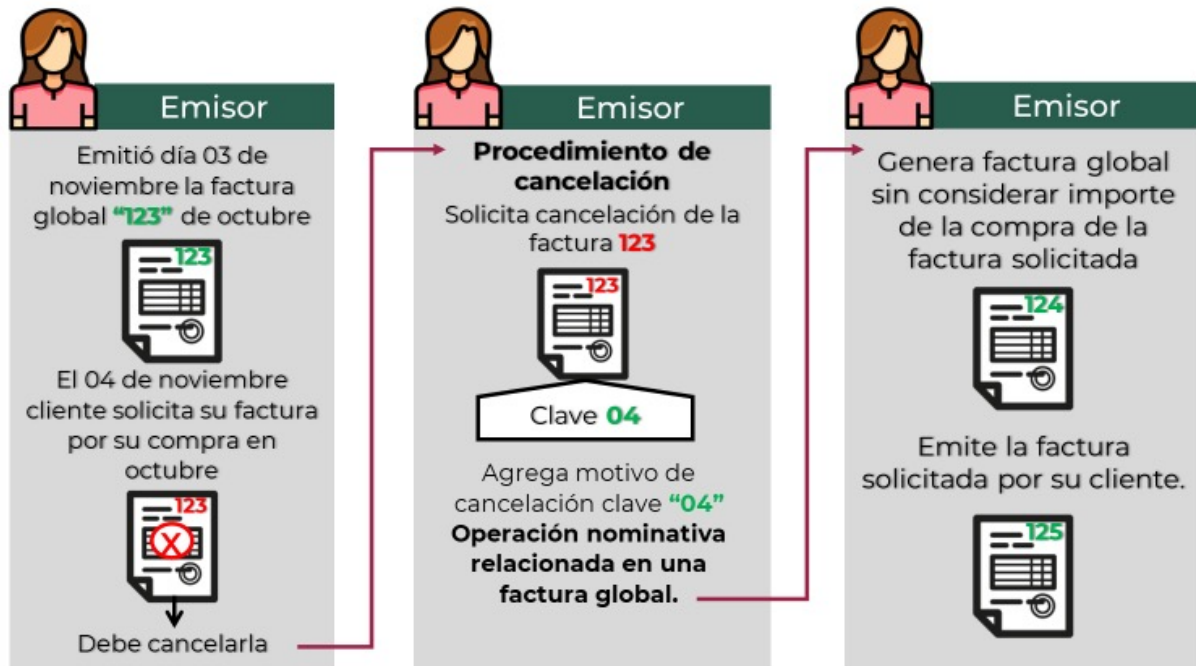 Emisor
Emitió día 03 de
noviembre la factura
global “123” de octubre
123
El 04 de noviembre
cliente solicita su factura
por su compra en
octubre
123
X
Debe cancelarla
Emisor
Procedimiento de
cancelación
Solicita cancelación de la
factura 123
123
Clave 04
Agrega motivo de
cancelación clave “04”
Operación nominativa
relacionada en una
factura global.
Emisor
Genera factura global
sin considerar importe
de la compra de la
factura solicitada
124
Emite la factura
solicitada por su cliente.
125